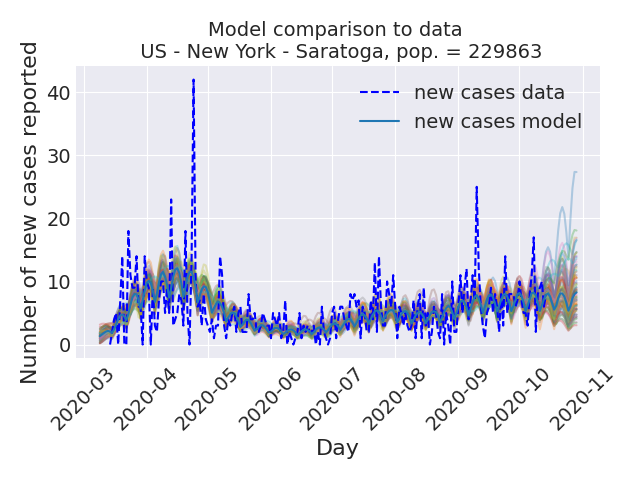 Model comparison to data
US - New York - Saratoga, pop. = 229863
Number of new cases reported
40
30
20
10
0
new cases data
new cases model
2020-03
2020-04
2020-05
2020-06
2020-07
2020-08
2020-09
2020-10
2020-11
Day